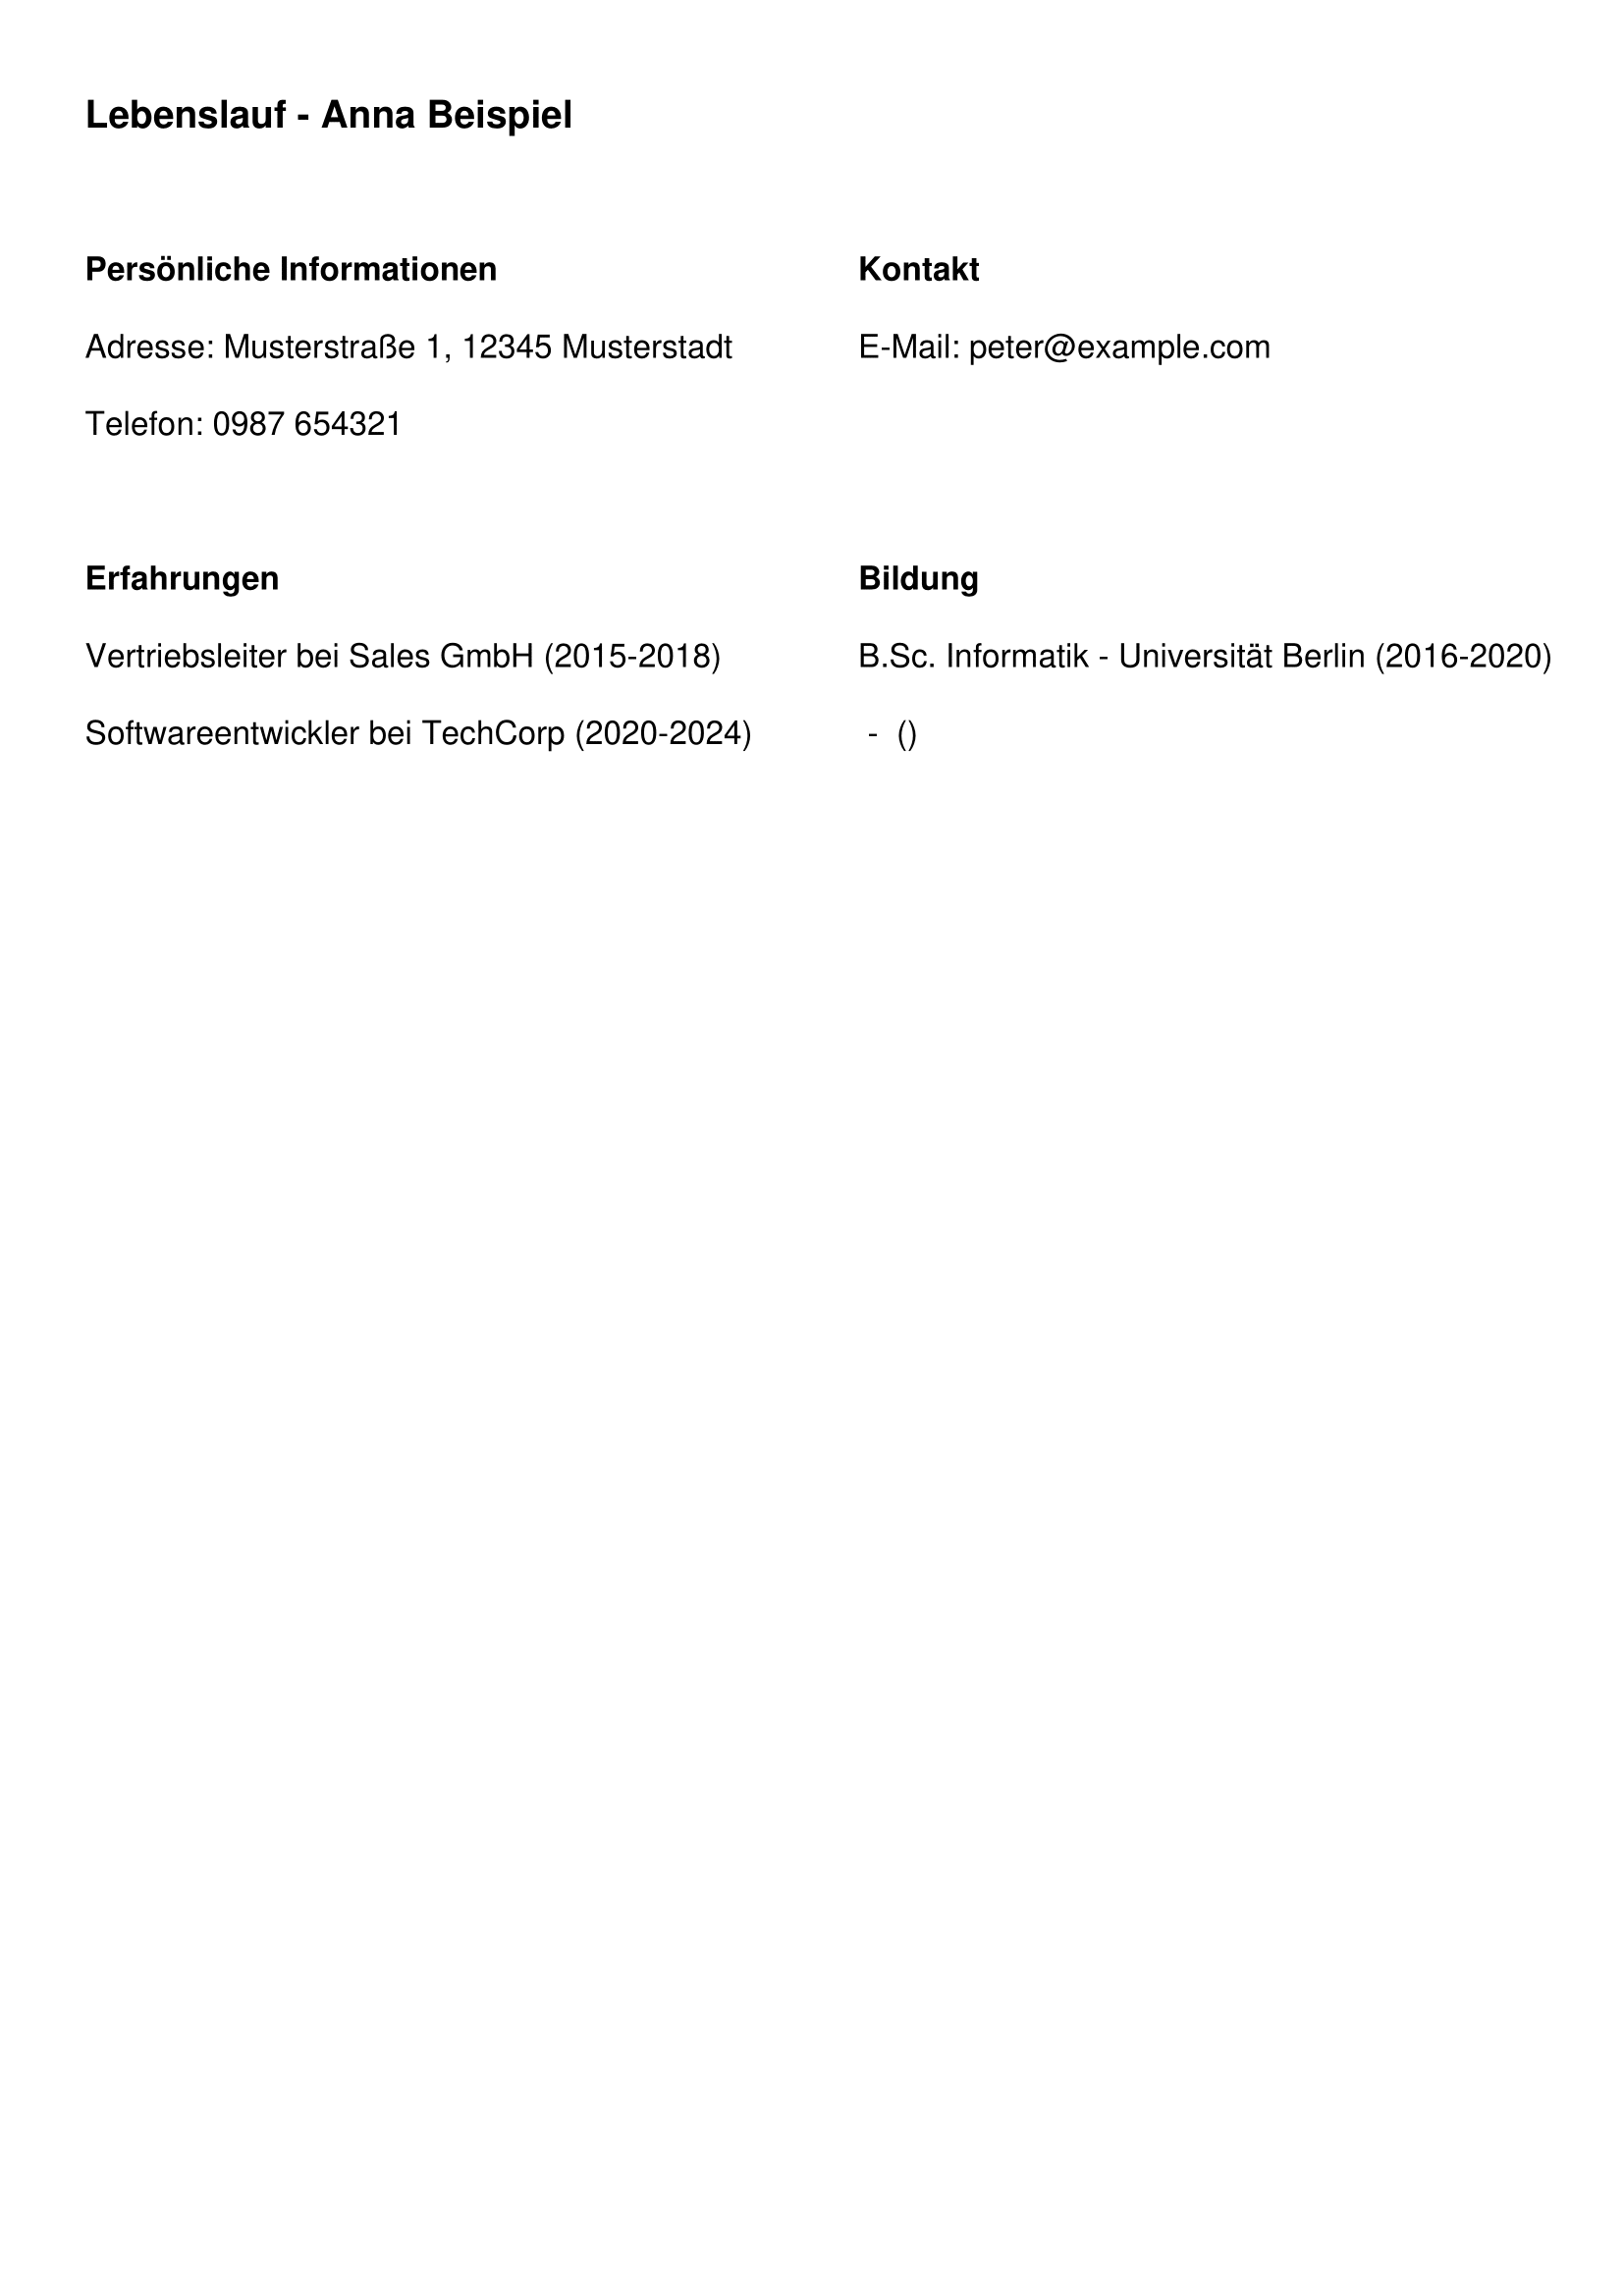 Lebenslauf - Anna Beispiel
Persönliche Informationen
Adresse: Musterstraße 1, 12345 Musterstadt
Telefon: 0987 654321
Kontakt
E-Mail: peter@example.com
Erfahrungen
Vertriebsleiter bei Sales GmbH (2015-2018)
Softwareentwickler bei TechCorp (2020-2024)
Bildung
B.Sc. Informatik - Universität Berlin (2016-2020)
- ()